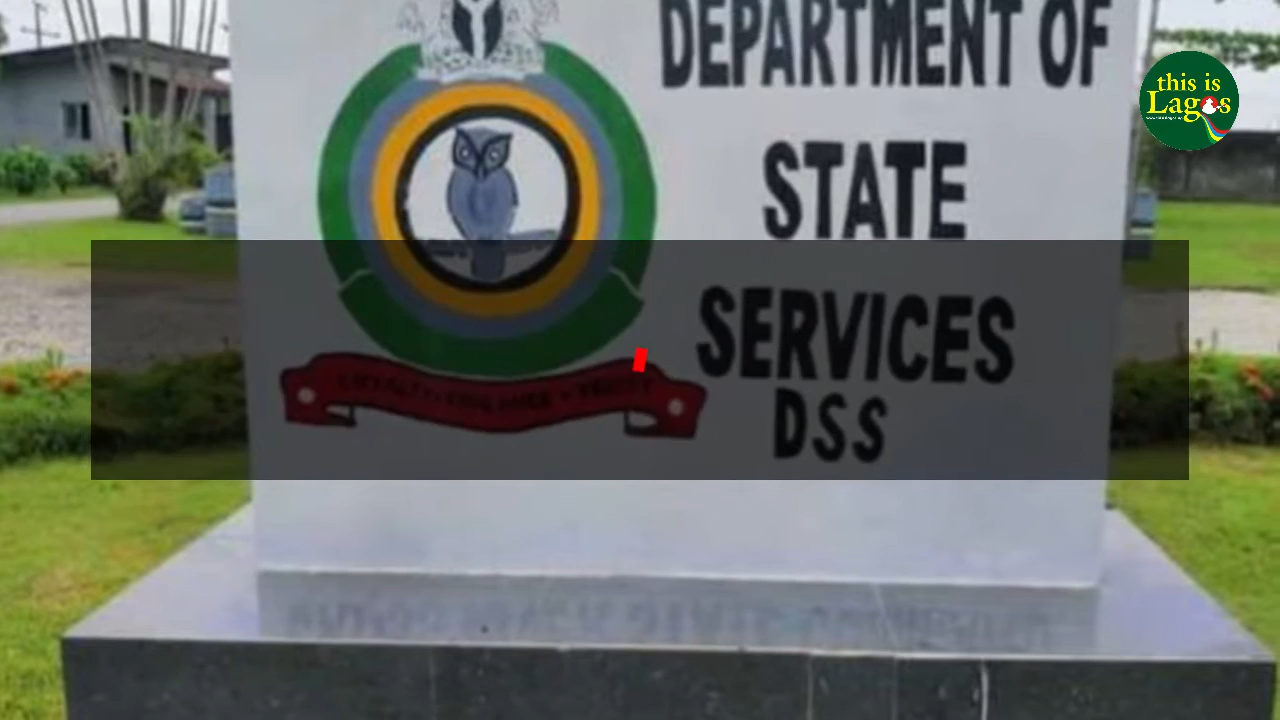 DEPARTMENT OF
STATE
SERVICES
DSS
this is
Lagos